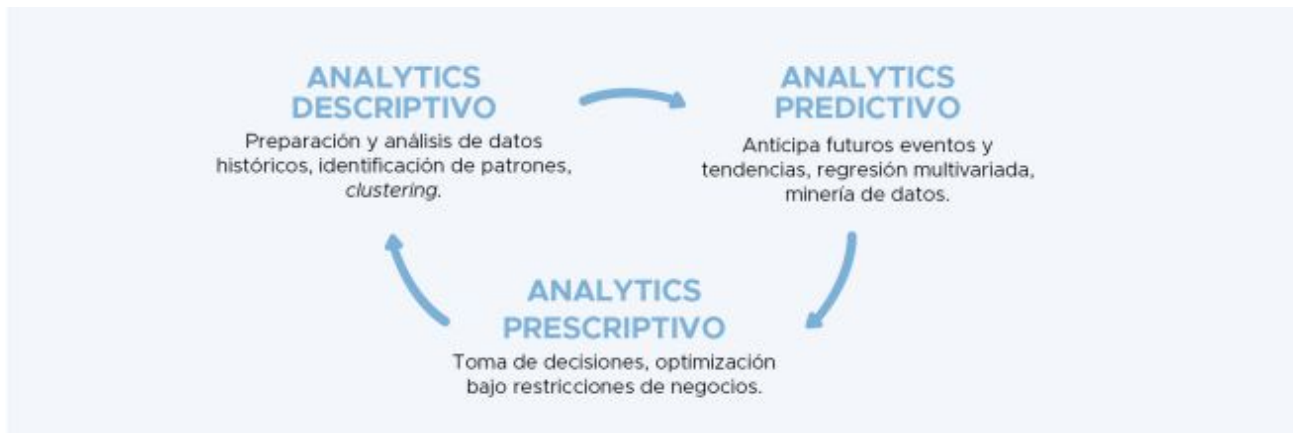 ANALYTICS
DESCRIPTIVO
Preparación y análisis de datos
históricos, identificación de patrones,
clustering.
ANALYTICS
PREDICTIVO
Anticipa futuros eventos y
tendencias, regresión multivariada,
minería de datos.
ANALYTICS
PRESCRIPTIVO
Toma de decisiones, optimización
bajo restricciones de negocios.